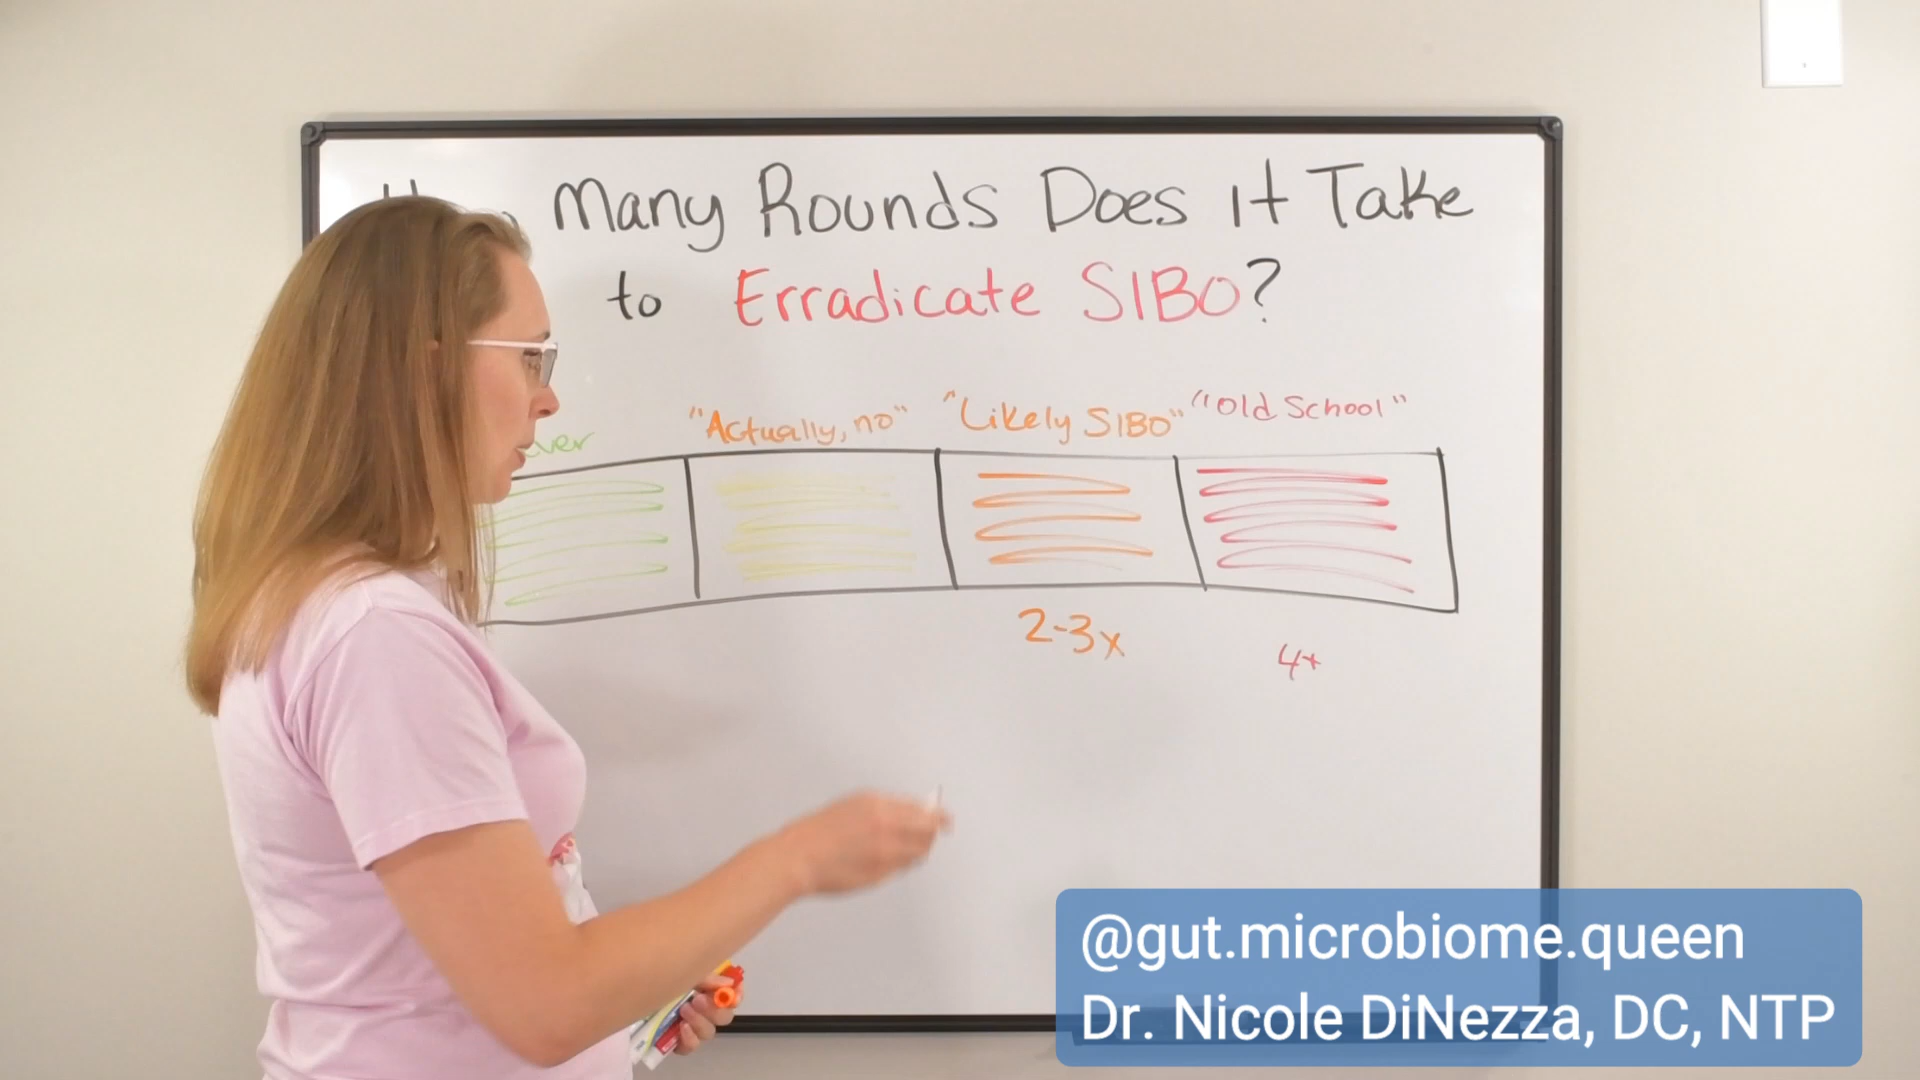 Many Rounds Does it Take
to Erradicate SIBO?
"Actually, no" "Likely SIBO" "Old School"
2-3x
4+
@gut.microbiome.queen
Dr. Nicole DiNezza, DC, NTP